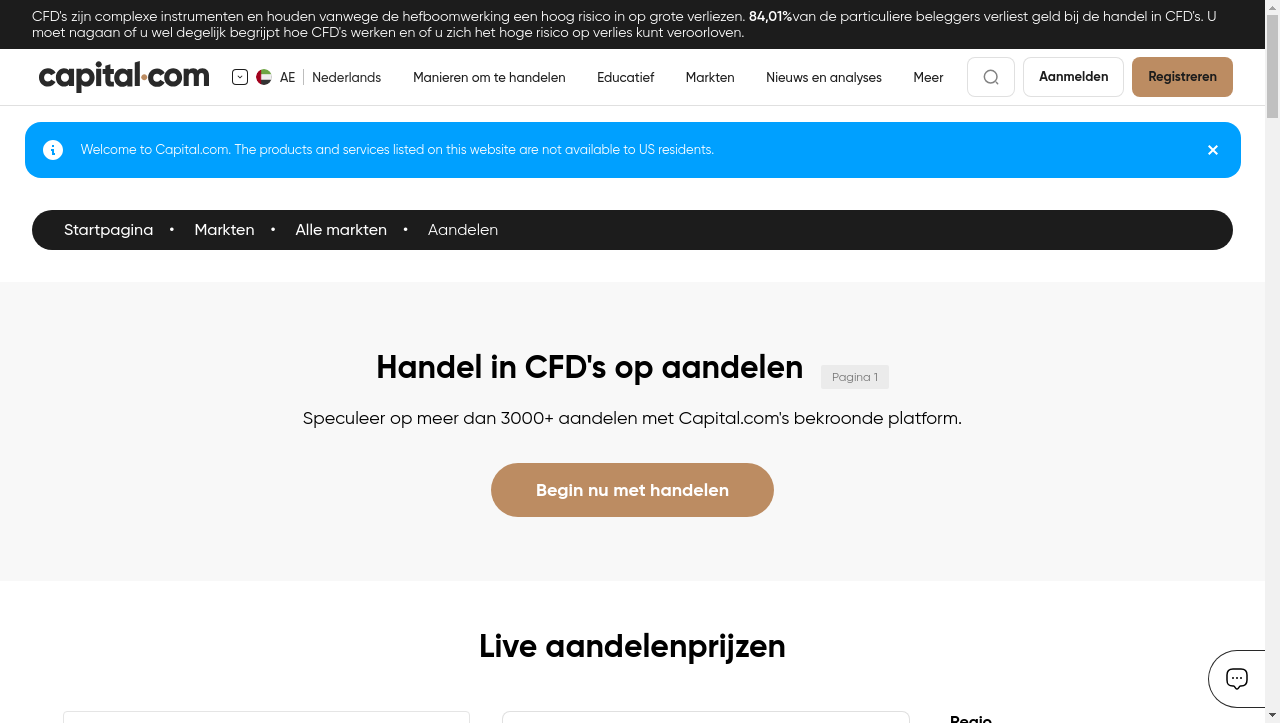 CFD's zijn complexe instrumenten en houden vanwege de hefboomwerking een hoog risico in op grote verliezen. 84,01%van de particuliere beleggers verliest geld bij de handel in CFD's. U
moet nagaan of u wel degelijk begrijpt hoe CFD's werken en of u zich het hoge risico op verlies kunt veroorloven.
capital.com AE Nederlands Manieren om te handelen Educatief Markten Nieuws en analyses Meer Aanmelden Registreren
Welcome to Capital.com. The products and services listed on this website are not available to US residents.
Startpagina • Markten • Alle markten • Aandelen
Handel in CFD's op aandelen Pagina 1
Speculeer op meer dan 3000+ aandelen met Capital.com's bekroonde platform.
Begin nu met handelen
Live aandelenprijzen
Regio